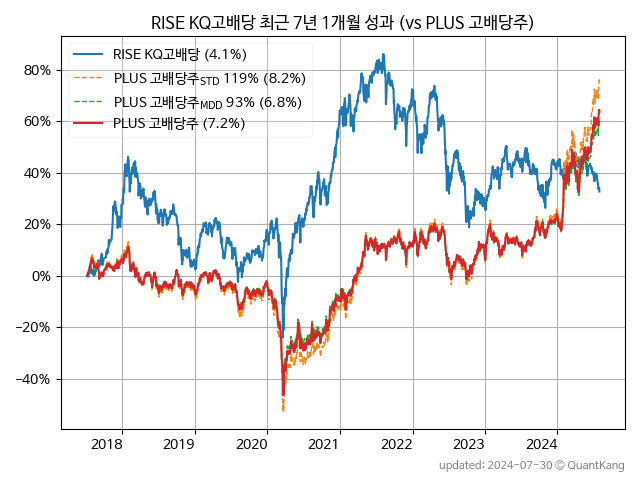 RISE KQ고배당 최근 7년 1개월 성과 (vs PLUS 고배당주)
RISE KQ고배당 (4.1%)
PLUS 고배당주STD 119% (8.2%)
PLUS 고배당주MDD 93% (6.8%)
PLUS 고배당주 (7.2%)
80%
60%
40%
20%
0%
−20%
−40%
2018 2019 2020 2021 2022 2023 2024
updated: 2024-07-30 © QuantKang